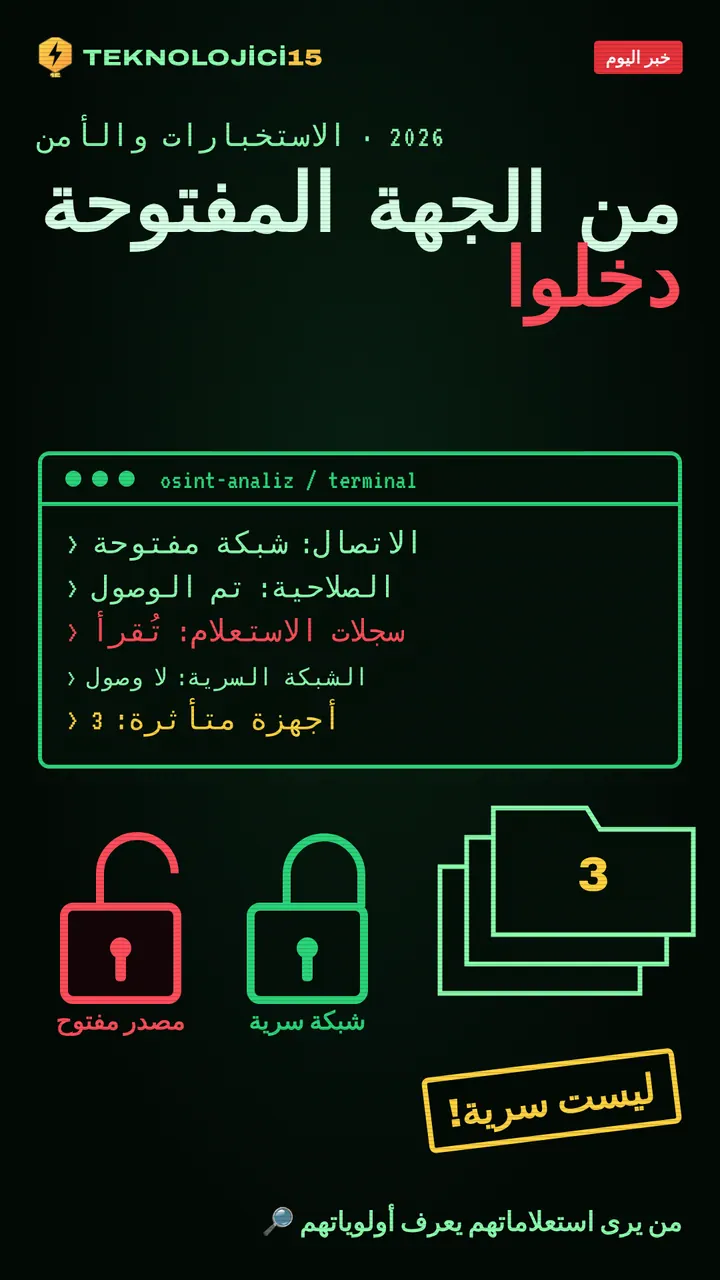 TEKNOLOJİCİ15
خبر اليوم
الاستخبارات والأمن · 2026
من الجهة المفتوحة
دخلوا
osint-analiz / terminal
› الاتصال: شبكة مفتوحة
› الصلاحية: تم الوصول
› سجلات الاستعلام: تُقرأ
› الشبكة السرية: لا وصول
› أجهزة متأثرة: 3
3
مصدر مفتوح
شبكة سرية
ليست سرية!
من يرى استعلاماتهم يعرف أولوياتهم 🔎